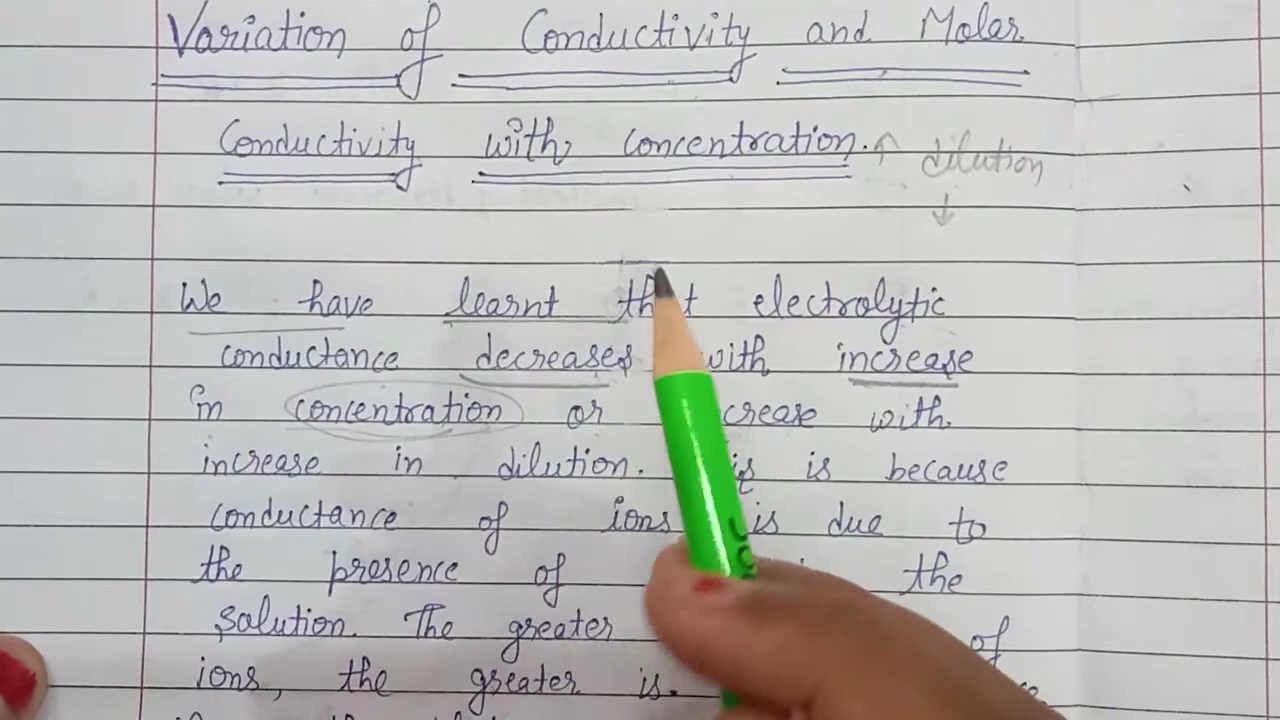 Variation of Conductivity and Molar
Conductivity with concentration. ↑ dilution
↓
We have learnt that electrolytic
conductance decreases with increase
in concentration or crease with
increase in dilution. is is because
conductance of ions is due to
the presence of the
solution. The greater of
ions, the greater is